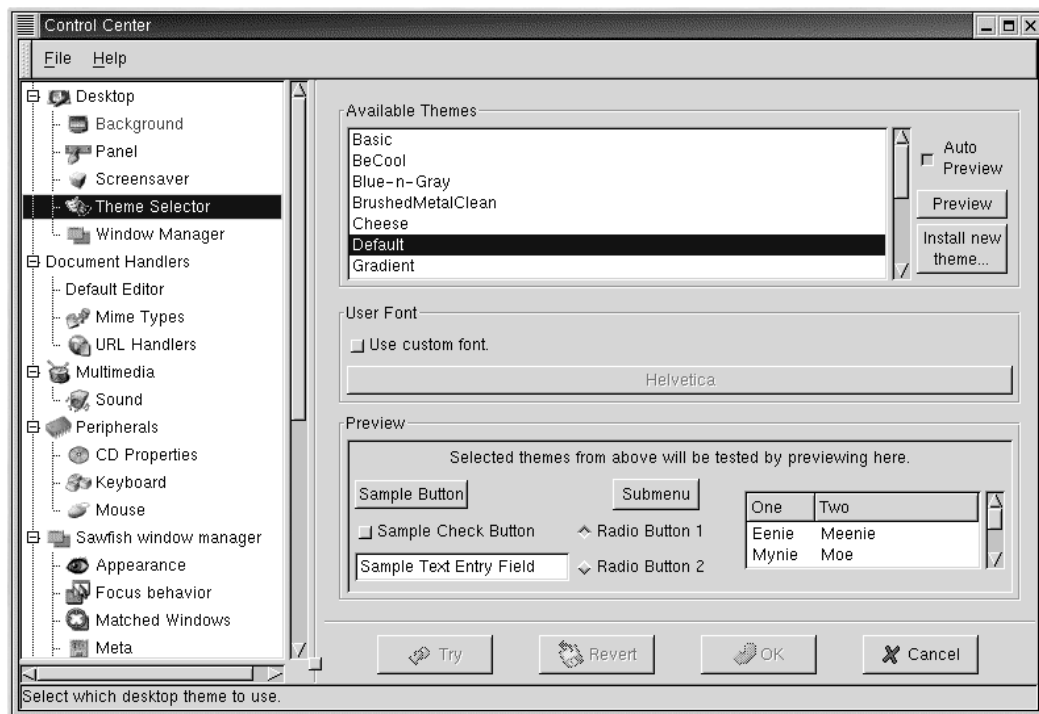 Control Center
File Help
Desktop
Background
Panel
Screensaver
Theme Selector
Window Manager
Document Handlers
Default Editor
Mime Types
URL Handlers
Multimedia
Sound
Peripherals
CD Properties
Keyboard
Mouse
Sawfish window manager
Appearance
Focus behavior
Matched Windows
Meta
Available Themes
Basic
BeCool
Blue-n-Gray
BrushedMetalClean
Cheese
Default
Gradient
Auto
Preview
Preview
Install new
theme...
User Font
Use custom font.
Helvetica
Preview
Selected themes from above will be tested by previewing here.
Sample Button
Submenu
Sample Check Button
Radio Button 1
Sample Text Entry Field
Radio Button 2
One Two
Eenie Meenie
Mynie Moe
Try
Revert
OK
Cancel
Select which desktop theme to use.